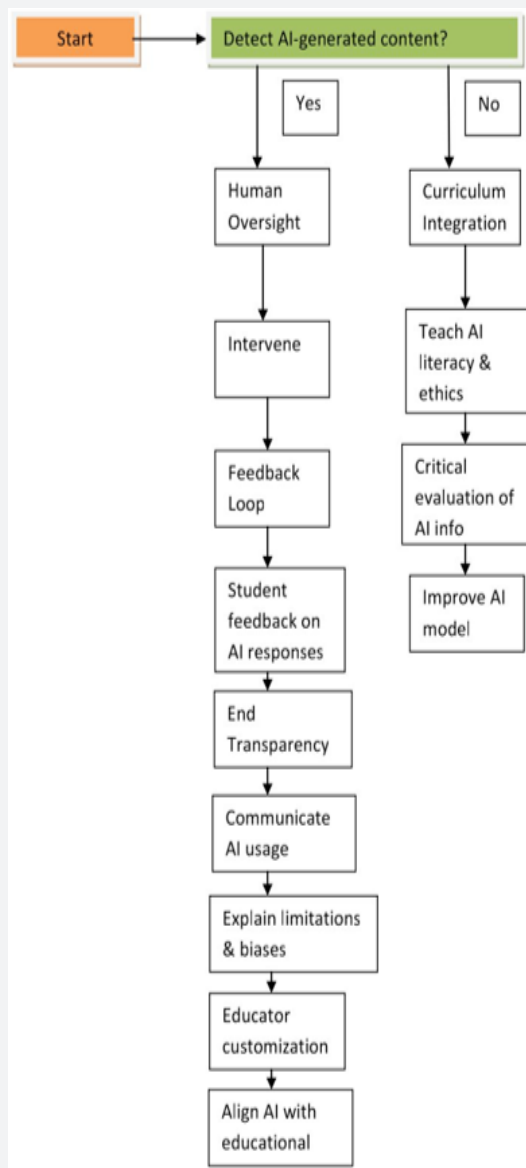 Start
Detect AI-generated content?
Yes
No
Human
Oversight
Intervene
Feedback
Loop
Student
feedback on
AI responses
End
Transparency
Communicate
AI usage
Explain limitations
& biases
Educator
customization
Align AI with
educational
Curriculum
Integration
Teach AI
literacy &
ethics
Critical
evaluation of
AI info
Improve AI
model